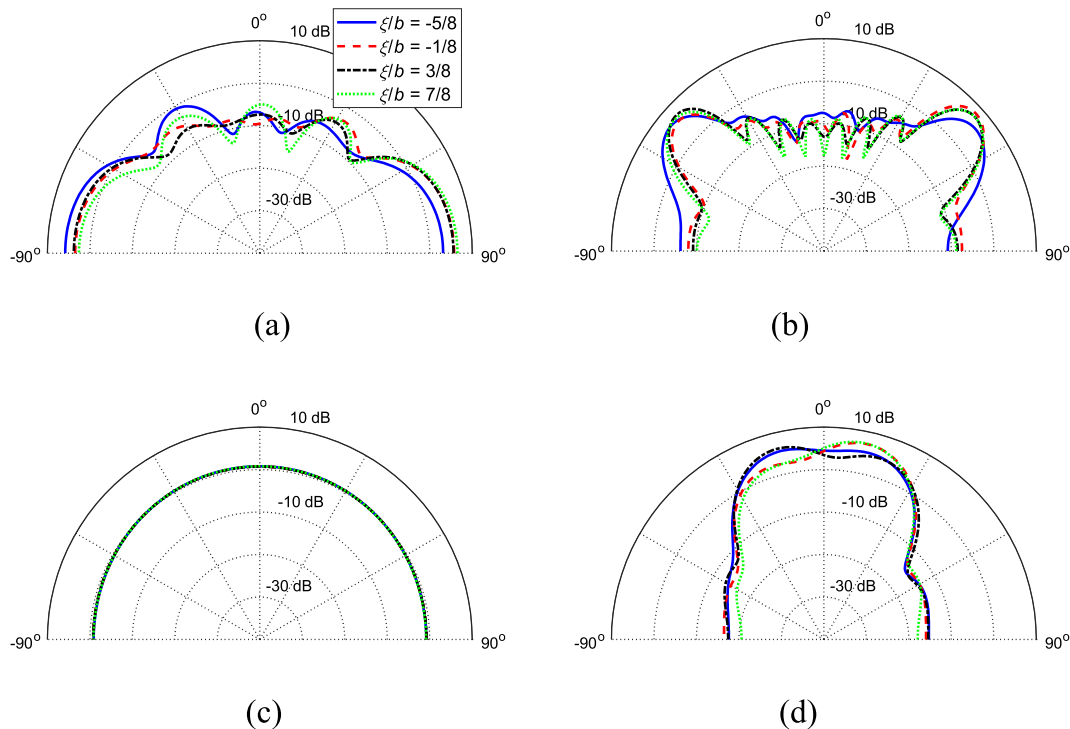 0°
10 dB
ξ/b = -5/8
ξ/b = -1/8
ξ/b = 3/8
ξ/b = 7/8
-10 dB
-30 dB
-90°
90°
(a)
0°
10 dB
-10 dB
-30 dB
-90°
90°
(b)
0°
10 dB
-10 dB
-30 dB
-90°
90°
(c)
0°
10 dB
-10 dB
-30 dB
-90°
90°
(d)